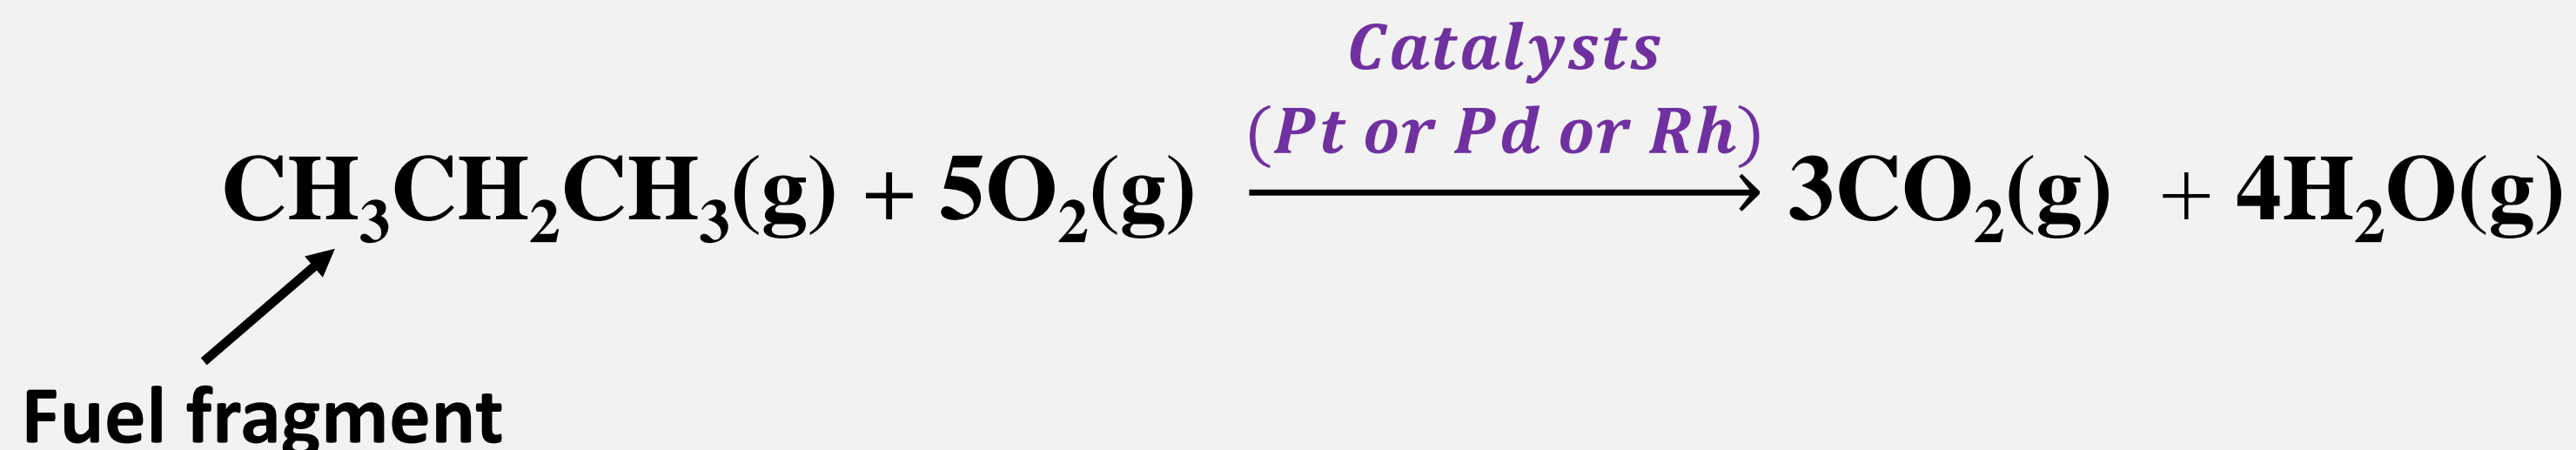 Catalysts
(Pt or Pd or Rh)
CH₃CH₂CH₃(g) + 5O₂(g) ⟶ 3CO₂(g) + 4H₂O(g)
Fuel fragment